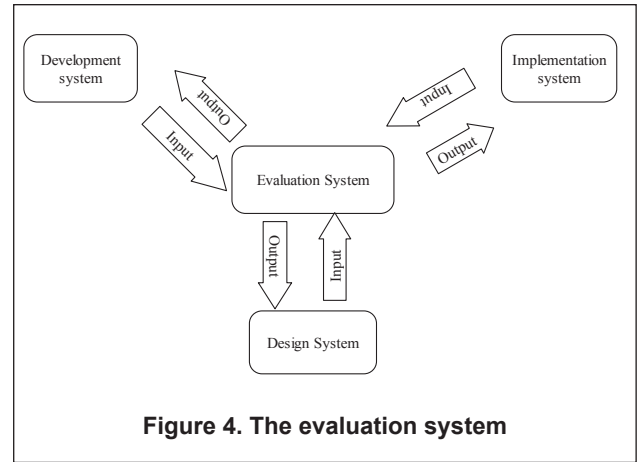 Development
system
Implementation
system
Output
Input
Input
Output
Evaluation System
Output
Input
Design System
Figure 4. The evaluation system